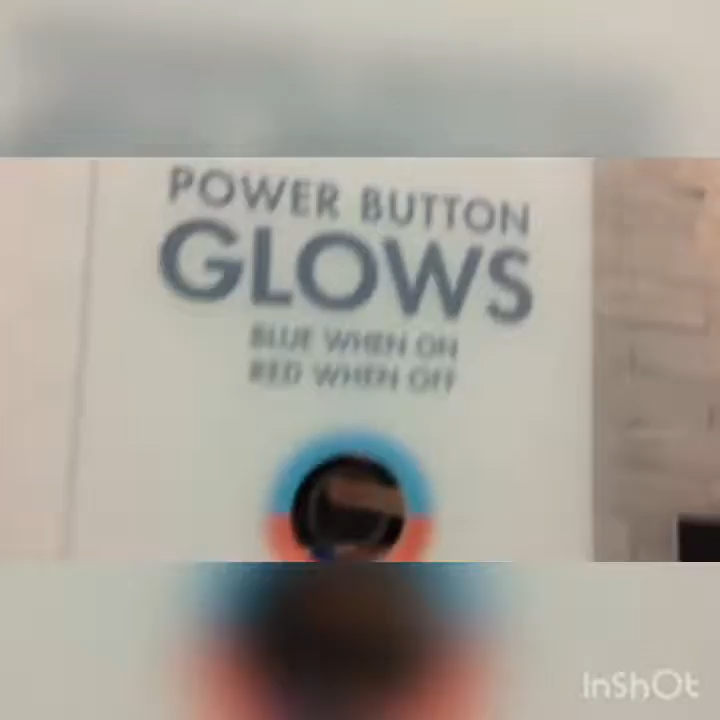 POWER BUTTON
GLOWS
BLUE WHEN ON
RED WHEN OFF
InShOt